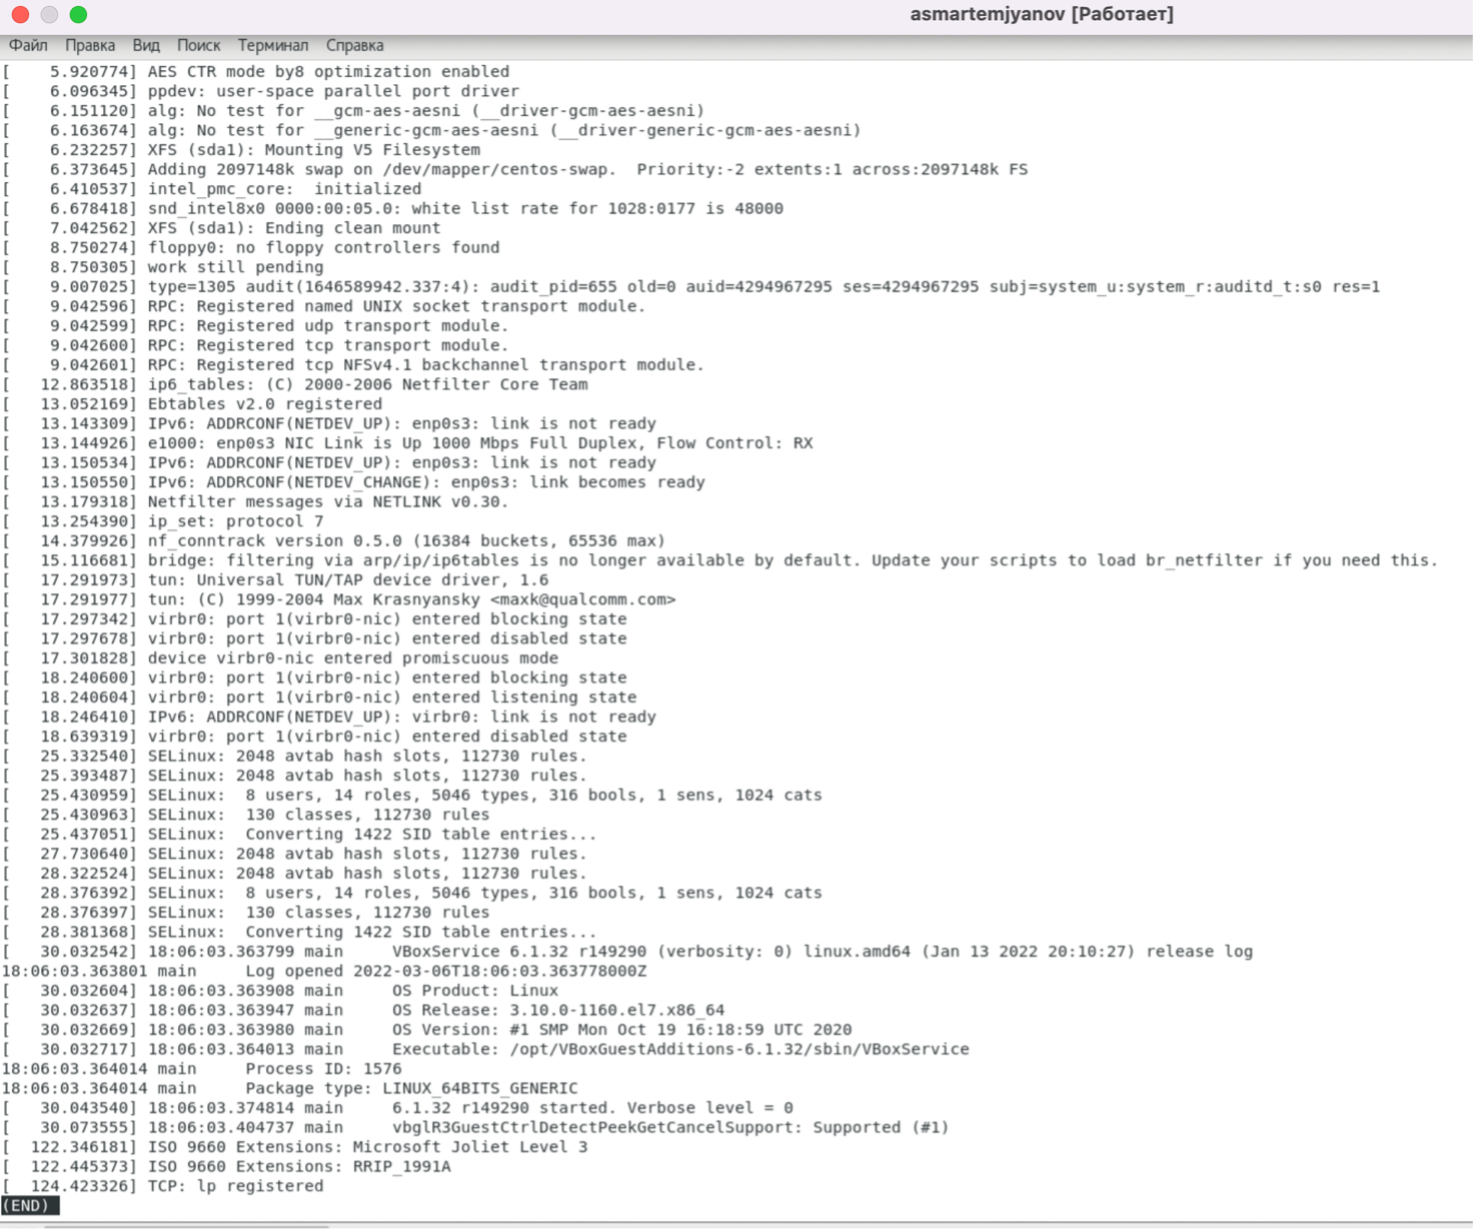 asmartemjyanov [Работает]
Файл Правка Вид Поиск Терминал Справка
[    5.920774] AES CTR mode by8 optimization enabled
[    6.096345] ppdev: user-space parallel port driver
[    6.151120] alg: No test for __gcm-aes-aesni (__driver-gcm-aes-aesni)
[    6.163674] alg: No test for __generic-gcm-aes-aesni (__driver-generic-gcm-aes-aesni)
[    6.232257] XFS (sda1): Mounting V5 Filesystem
[    6.373645] Adding 2097148k swap on /dev/mapper/centos-swap.  Priority:-2 extents:1 across:2097148k FS
[    6.410537] intel_pmc_core:  initialized
[    6.678418] snd_intel8x0 0000:00:05.0: white list rate for 1028:0177 is 48000
[    7.042562] XFS (sda1): Ending clean mount
[    8.750274] floppy0: no floppy controllers found
[    8.750305] work still pending
[    9.007025] type=1305 audit(1646589942.337:4): audit_pid=655 old=0 auid=4294967295 ses=4294967295 subj=system_u:system_r:auditd_t:s0 res=1
[    9.042596] RPC: Registered named UNIX socket transport module.
[    9.042599] RPC: Registered udp transport module.
[    9.042600] RPC: Registered tcp transport module.
[    9.042601] RPC: Registered tcp NFSv4.1 backchannel transport module.
[   12.863518] ip6_tables: (C) 2000-2006 Netfilter Core Team
[   13.052169] Ebtables v2.0 registered
[   13.143309] IPv6: ADDRCONF(NETDEV_UP): enp0s3: link is not ready
[   13.144926] e1000: enp0s3 NIC Link is Up 1000 Mbps Full Duplex, Flow Control: RX
[   13.150534] IPv6: ADDRCONF(NETDEV_UP): enp0s3: link is not ready
[   13.150550] IPv6: ADDRCONF(NETDEV_CHANGE): enp0s3: link becomes ready
[   13.179318] Netfilter messages via NETLINK v0.30.
[   13.254390] ip_set: protocol 7
[   14.379926] nf_conntrack version 0.5.0 (16384 buckets, 65536 max)
[   15.116681] bridge: filtering via arp/ip/ip6tables is no longer available by default. Update your scripts to load br_netfilter if you need this.
[   17.291973] tun: Universal TUN/TAP device driver, 1.6
[   17.291977] tun: (C) 1999-2004 Max Krasnyansky <maxk@qualcomm.com>
[   17.297342] virbr0: port 1(virbr0-nic) entered blocking state
[   17.297678] virbr0: port 1(virbr0-nic) entered disabled state
[   17.301828] device virbr0-nic entered promiscuous mode
[   18.240600] virbr0: port 1(virbr0-nic) entered blocking state
[   18.240604] virbr0: port 1(virbr0-nic) entered listening state
[   18.246410] IPv6: ADDRCONF(NETDEV_UP): virbr0: link is not ready
[   18.639319] virbr0: port 1(virbr0-nic) entered disabled state
[   25.332540] SELinux: 2048 avtab hash slots, 112730 rules.
[   25.393487] SELinux: 2048 avtab hash slots, 112730 rules.
[   25.430959] SELinux:  8 users, 14 roles, 5046 types, 316 bools, 1 sens, 1024 cats
[   25.430963] SELinux:  130 classes, 112730 rules
[   25.437051] SELinux:  Converting 1422 SID table entries...
[   27.730640] SELinux: 2048 avtab hash slots, 112730 rules.
[   28.322524] SELinux: 2048 avtab hash slots, 112730 rules.
[   28.376392] SELinux:  8 users, 14 roles, 5046 types, 316 bools, 1 sens, 1024 cats
[   28.376397] SELinux:  130 classes, 112730 rules
[   28.381368] SELinux:  Converting 1422 SID table entries...
[   30.032542] 18:06:03.363799 main     VBoxService 6.1.32 r149290 (verbosity: 0) linux.amd64 (Jan 13 2022 20:10:27) release log
18:06:03.363801 main     Log opened 2022-03-06T18:06:03.363778000Z
[   30.032604] 18:06:03.363908 main     OS Product: Linux
[   30.032637] 18:06:03.363947 main     OS Release: 3.10.0-1160.el7.x86_64
[   30.032669] 18:06:03.363980 main     OS Version: #1 SMP Mon Oct 19 16:18:59 UTC 2020
[   30.032717] 18:06:03.364013 main     Executable: /opt/VBoxGuestAdditions-6.1.32/sbin/VBoxService
18:06:03.364014 main     Process ID: 1576
18:06:03.364014 main     Package type: LINUX_64BITS_GENERIC
[   30.043540] 18:06:03.374814 main     6.1.32 r149290 started. Verbose level = 0
[   30.073555] 18:06:03.404737 main     vbglR3GuestCtrlDetectPeekGetCancelSupport: Supported (#1)
[  122.346181] ISO 9660 Extensions: Microsoft Joliet Level 3
[  122.445373] ISO 9660 Extensions: RRIP_1991A
[  124.423326] TCP: lp registered
(END)